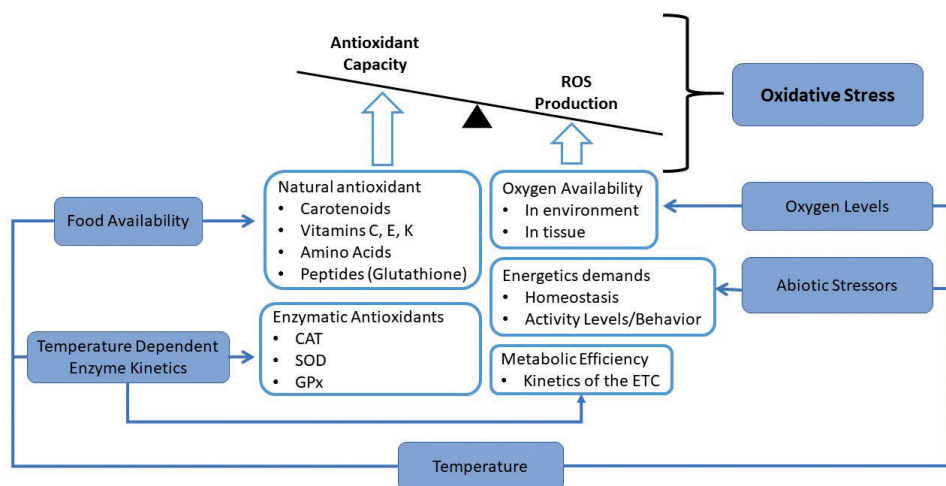 Antioxidant
Capacity
ROS
Production
Oxidative Stress
Food Availability
Natural antioxidant
• Carotenoids
• Vitamins C, E, K
• Amino Acids
• Peptides (Glutathione)
Oxygen Availability
• In environment
• In tissue
Oxygen Levels
Energetics demands
• Homeostasis
• Activity Levels/Behavior
Abiotic Stressors
Temperature Dependent
Enzyme Kinetics
Enzymatic Antioxidants
• CAT
• SOD
• GPx
Metabolic Efficiency
• Kinetics of the ETC
Temperature